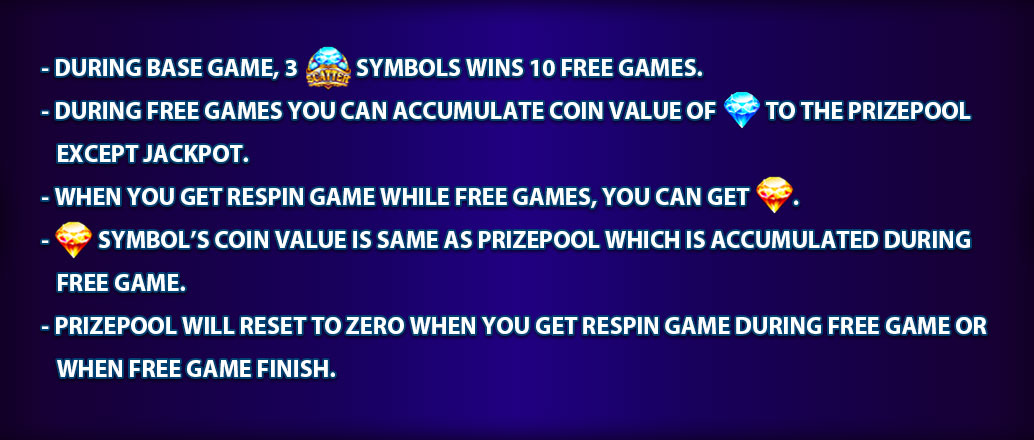 - DURING BASE GAME, 3 SCATTER SYMBOLS WINS 10 FREE GAMES.
- DURING FREE GAMES YOU CAN ACCUMULATE COIN VALUE OF TO THE PRIZEPOOL
EXCEPT JACKPOT.
- WHEN YOU GET RESPIN GAME WHILE FREE GAMES, YOU CAN GET .
- SYMBOL'S COIN VALUE IS SAME AS PRIZEPOOL WHICH IS ACCUMULATED DURING
FREE GAME.
- PRIZEPOOL WILL RESET TO ZERO WHEN YOU GET RESPIN GAME DURING FREE GAME OR
WHEN FREE GAME FINISH.